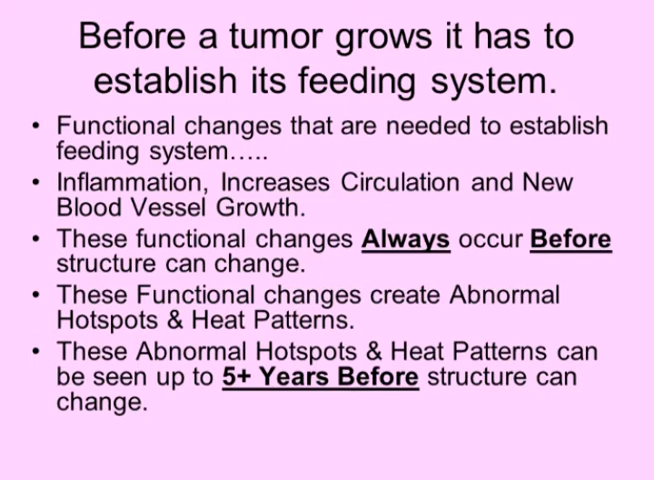 Before a tumor grows it has to
establish its feeding system.
• Functional changes that are needed to establish
feeding system…..
• Inflammation, Increases Circulation and New
Blood Vessel Growth.
• These functional changes Always occur Before
structure can change.
• These Functional changes create Abnormal
Hotspots & Heat Patterns.
• These Abnormal Hotspots & Heat Patterns can
be seen up to 5+ Years Before structure can
change.